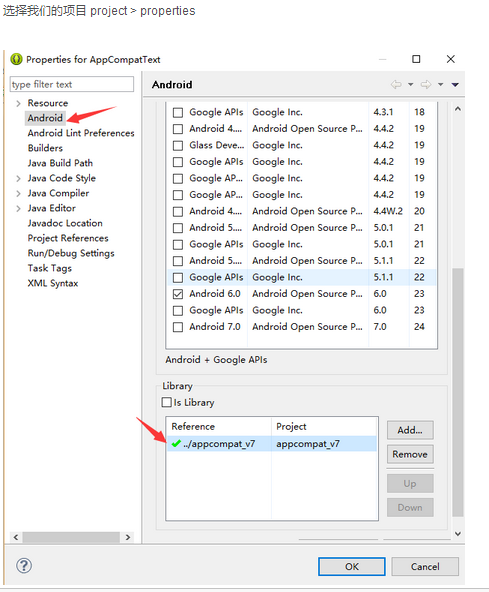 选择我们的项目 project > properties
Properties for AppCompatText
type filter text
Resource
Android
Android Lint Preferences
Builders
Java Build Path
Java Code Style
Java Compiler
Java Editor
Javadoc Location
Project References
Run/Debug Settings
Task Tags
XML Syntax
Android
Google APIs Google Inc. 4.3.1 18
Android 4.... Android Open Source P... 4.4.2 19
Glass Deve... Google Inc. 4.4.2 19
Google APIs Google Inc. 4.4.2 19
Google AP... Google Inc. 4.4.2 19
Google AP... Google Inc. 4.4.2 19
Android 4.... Android Open Source P... 4.4W.2 20
Android 5.... Android Open Source P... 5.0.1 21
Google APIs Google Inc. 5.0.1 21
Android 5.... Android Open Source P... 5.1.1 22
Google APIs Google Inc. 5.1.1 22
Android 6.0 Android Open Source P... 6.0 23
Google APIs Google Inc. 6.0 23
Android 7.0 Android Open Source P... 7.0 24
Android + Google APIs
Library
Is Library
Reference Project
../appcompat_v7 appcompat_v7
Add...
Remove
Up
Down
OK Cancel